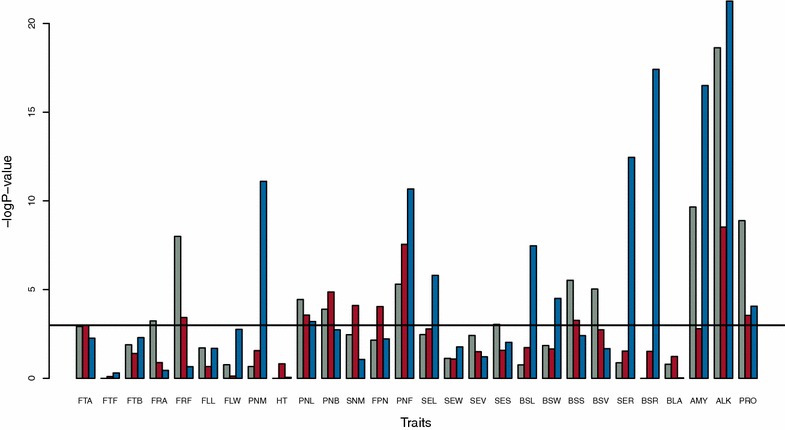 20
15
10
5
0
−logP−value
FTA FTF FTB FRA FRF FLL FLW PNM HT PNL PNB SNM FPN PNF SEL SEW SEV SES BSL BSW BSS BSV SER BSR BLA AMY ALK PRO
Traits